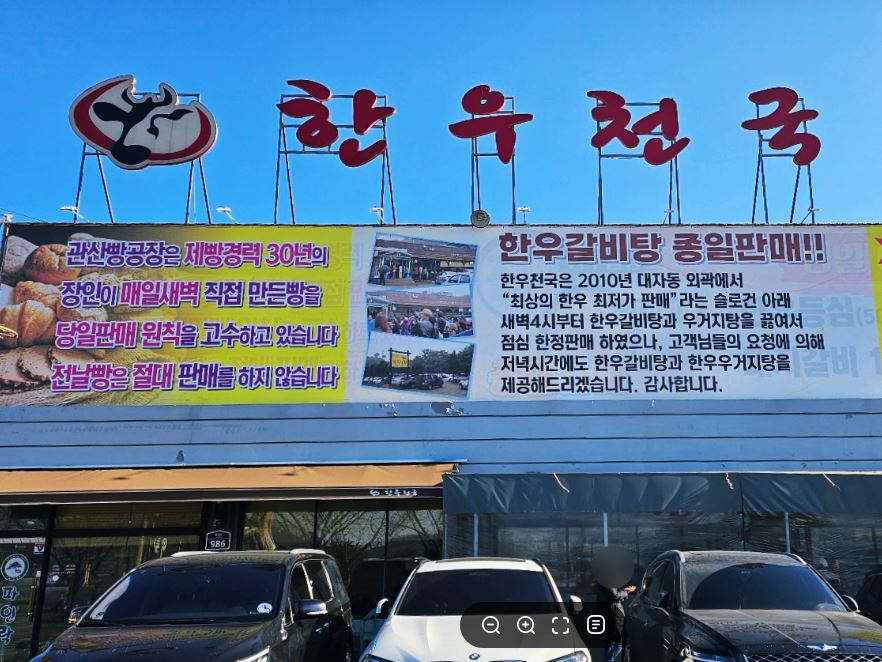 한우천국
관산빵공장은 제빵경력 30년의
장인이 매일새벽 직접 만든빵을
당일판매 원칙을 고수하고 있습니다
전날빵은 절대 판매를 하지 않습니다
한우갈비탕 종일판매!!
한우천국은 2010년 대자동 외곽에서
“최상의 한우 최저가 판매”라는 슬로건 아래
새벽4시부터 한우갈비탕과 우거지탕을 끓여서
점심 한정판매 하였으나, 고객님들의 요청에 의해
저녁시간에도 한우갈비탕과 한우우거지탕을
제공해드리겠습니다. 감사합니다.
한우천국
986